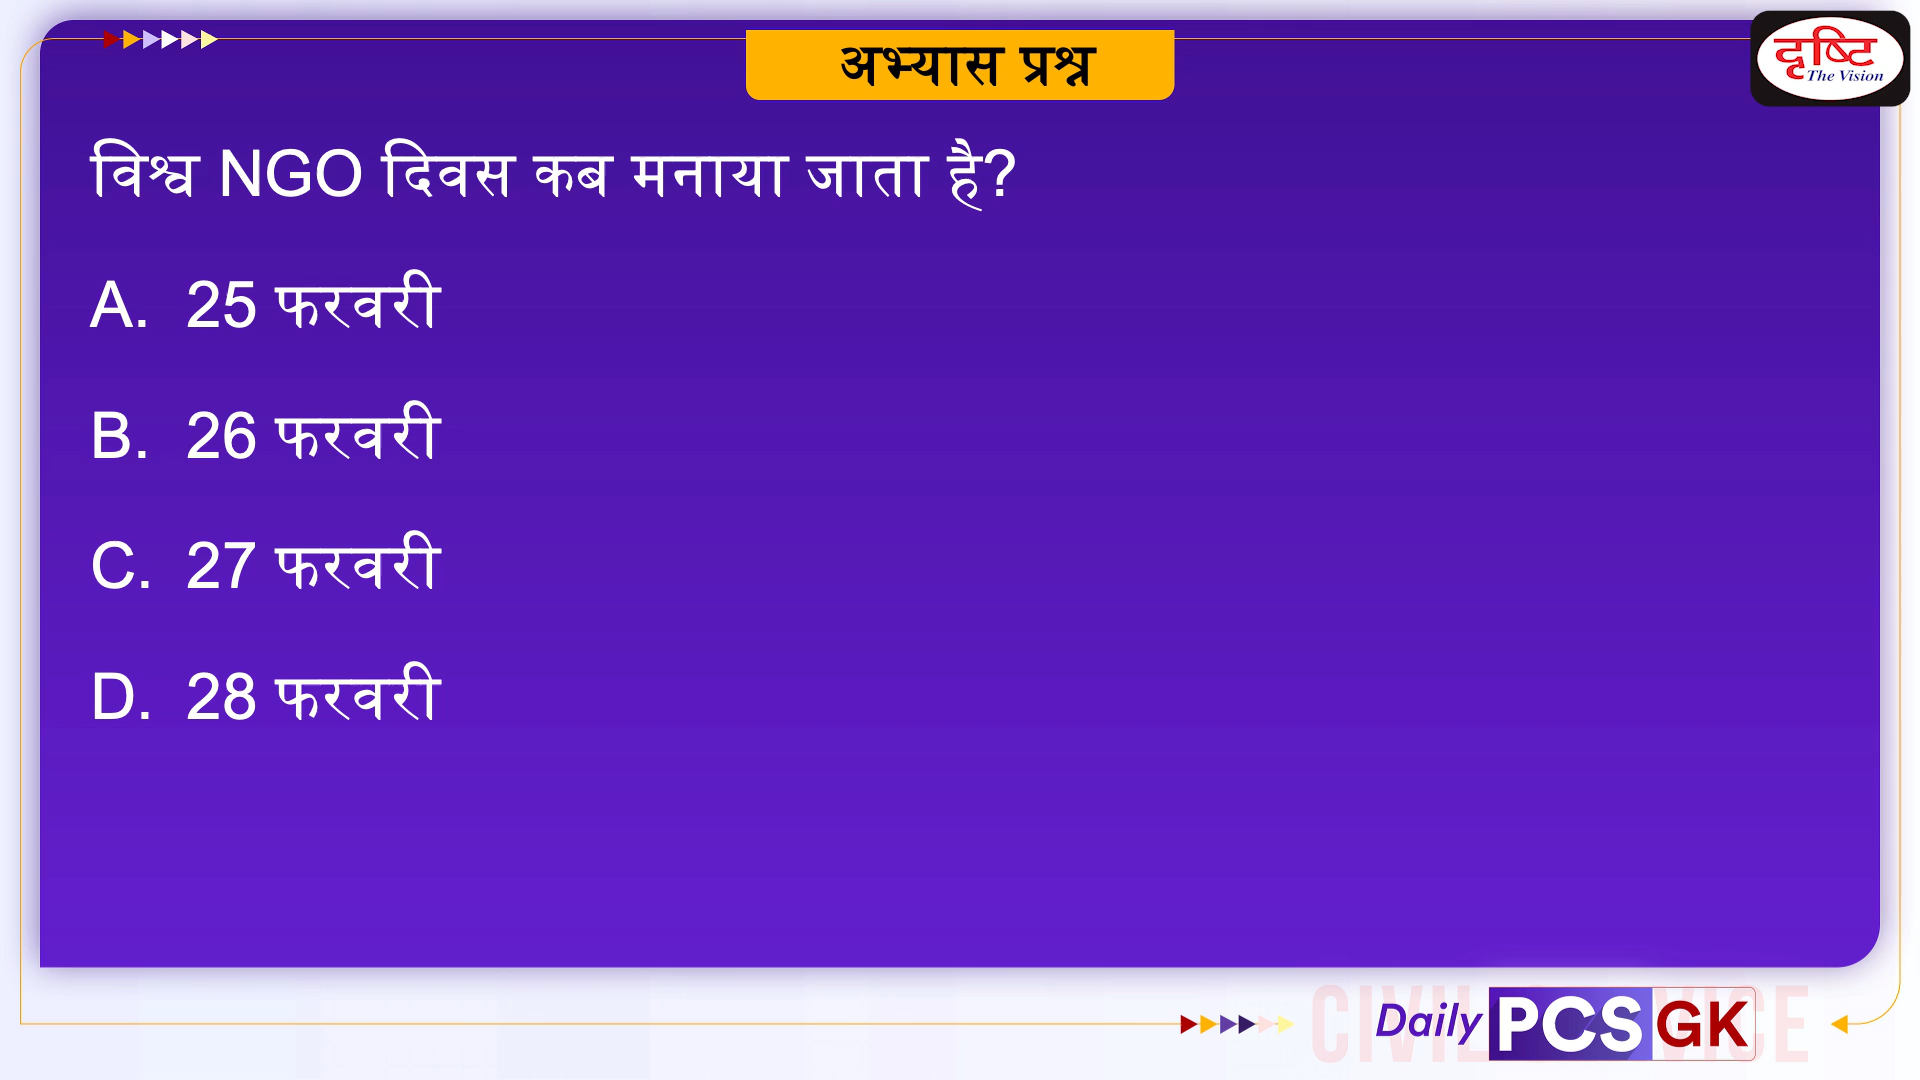 अभ्यास प्रश्न
दृष्टि
The Vision
विश्व NGO दिवस कब मनाया जाता है?
A. 25 फरवरी
B. 26 फरवरी
C. 27 फरवरी
D. 28 फरवरी
Daily PCS GK